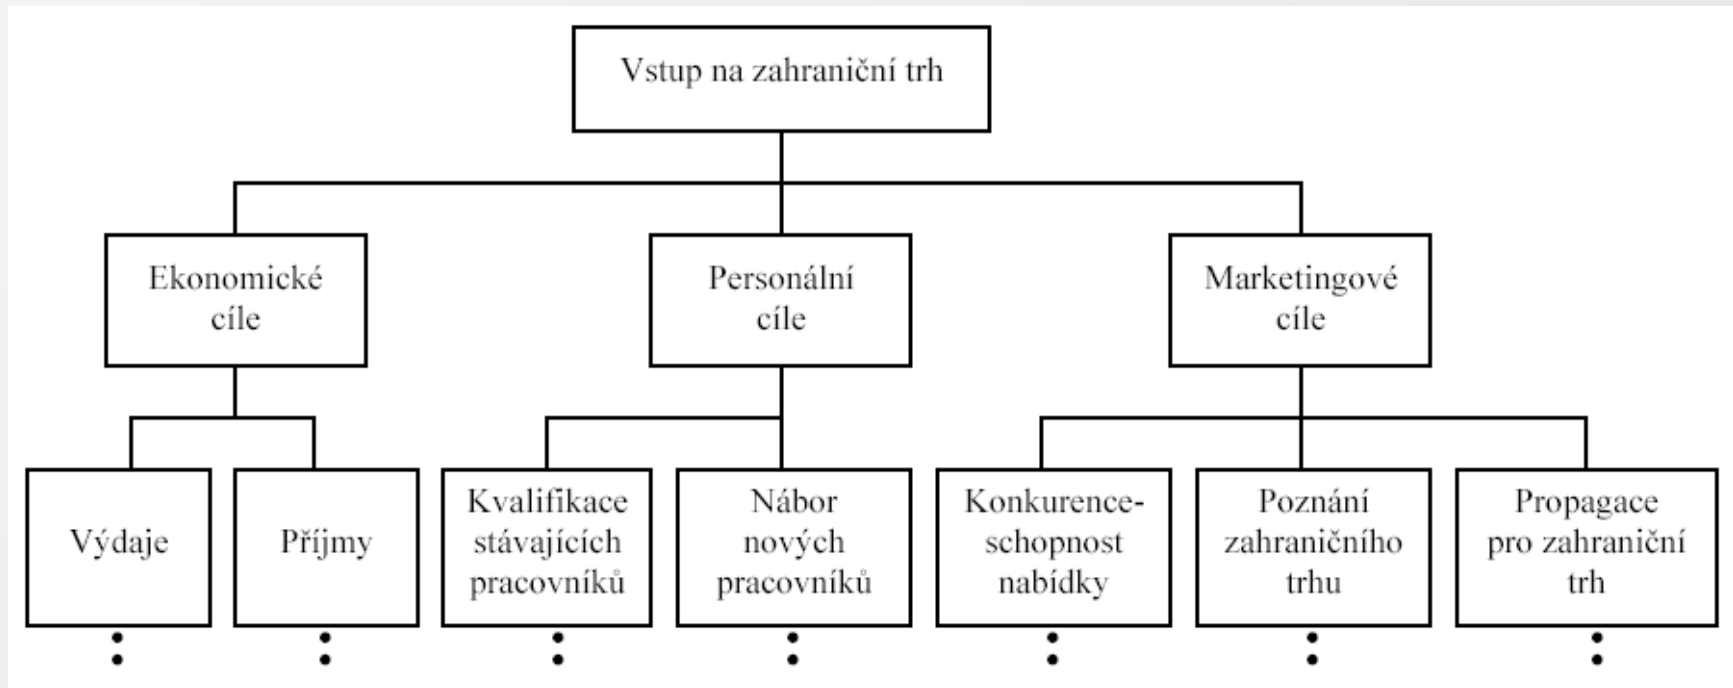 Vstup na zahraniční trh
Ekonomické
cíle
Personální
cíle
Marketingové
cíle
Výdaje
Příjmy
Kvalifikace
stávajících
pracovníků
Nábor
nových
pracovníků
Konkurence-
schopnost
nabídky
Poznání
zahraničního
trhu
Propagace
pro zahraniční
trh